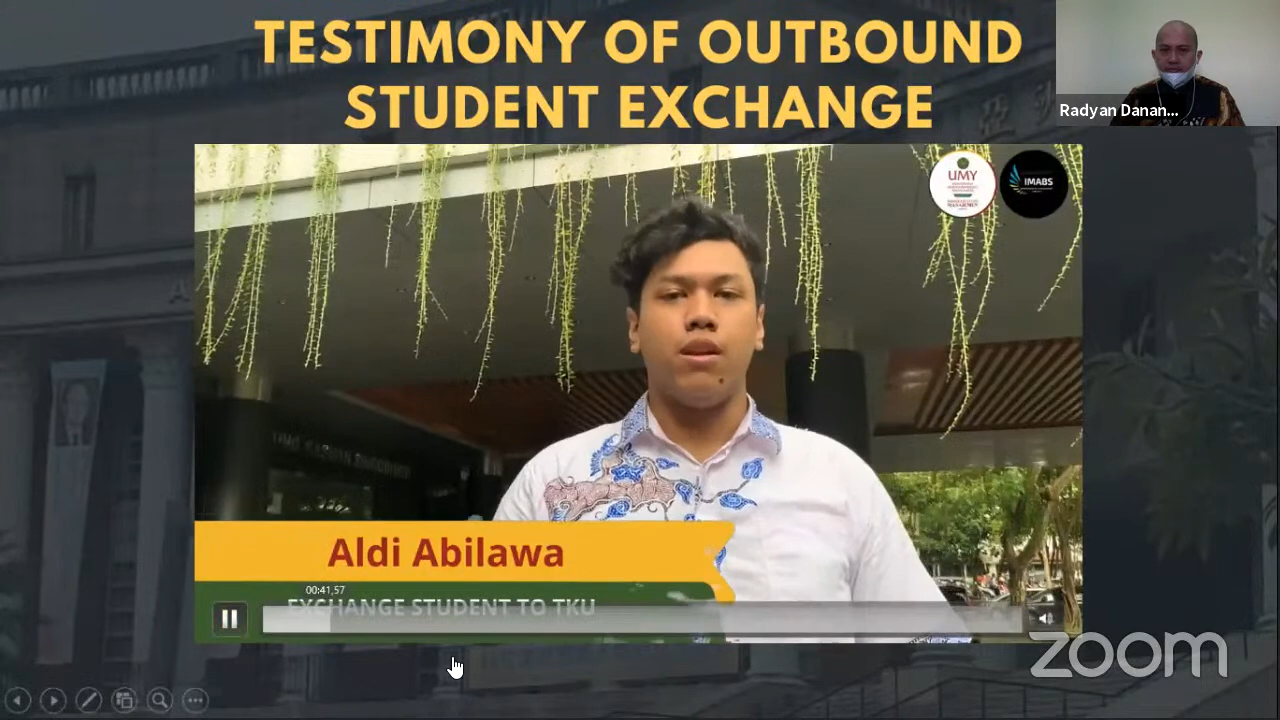 TESTIMONY OF OUTBOUND
STUDENT EXCHANGE
Radyan Danan...
UMY
IMABS
Aldi Abilawa
00:41,57
EXCHANGE STUDENT TO TKU
zoom